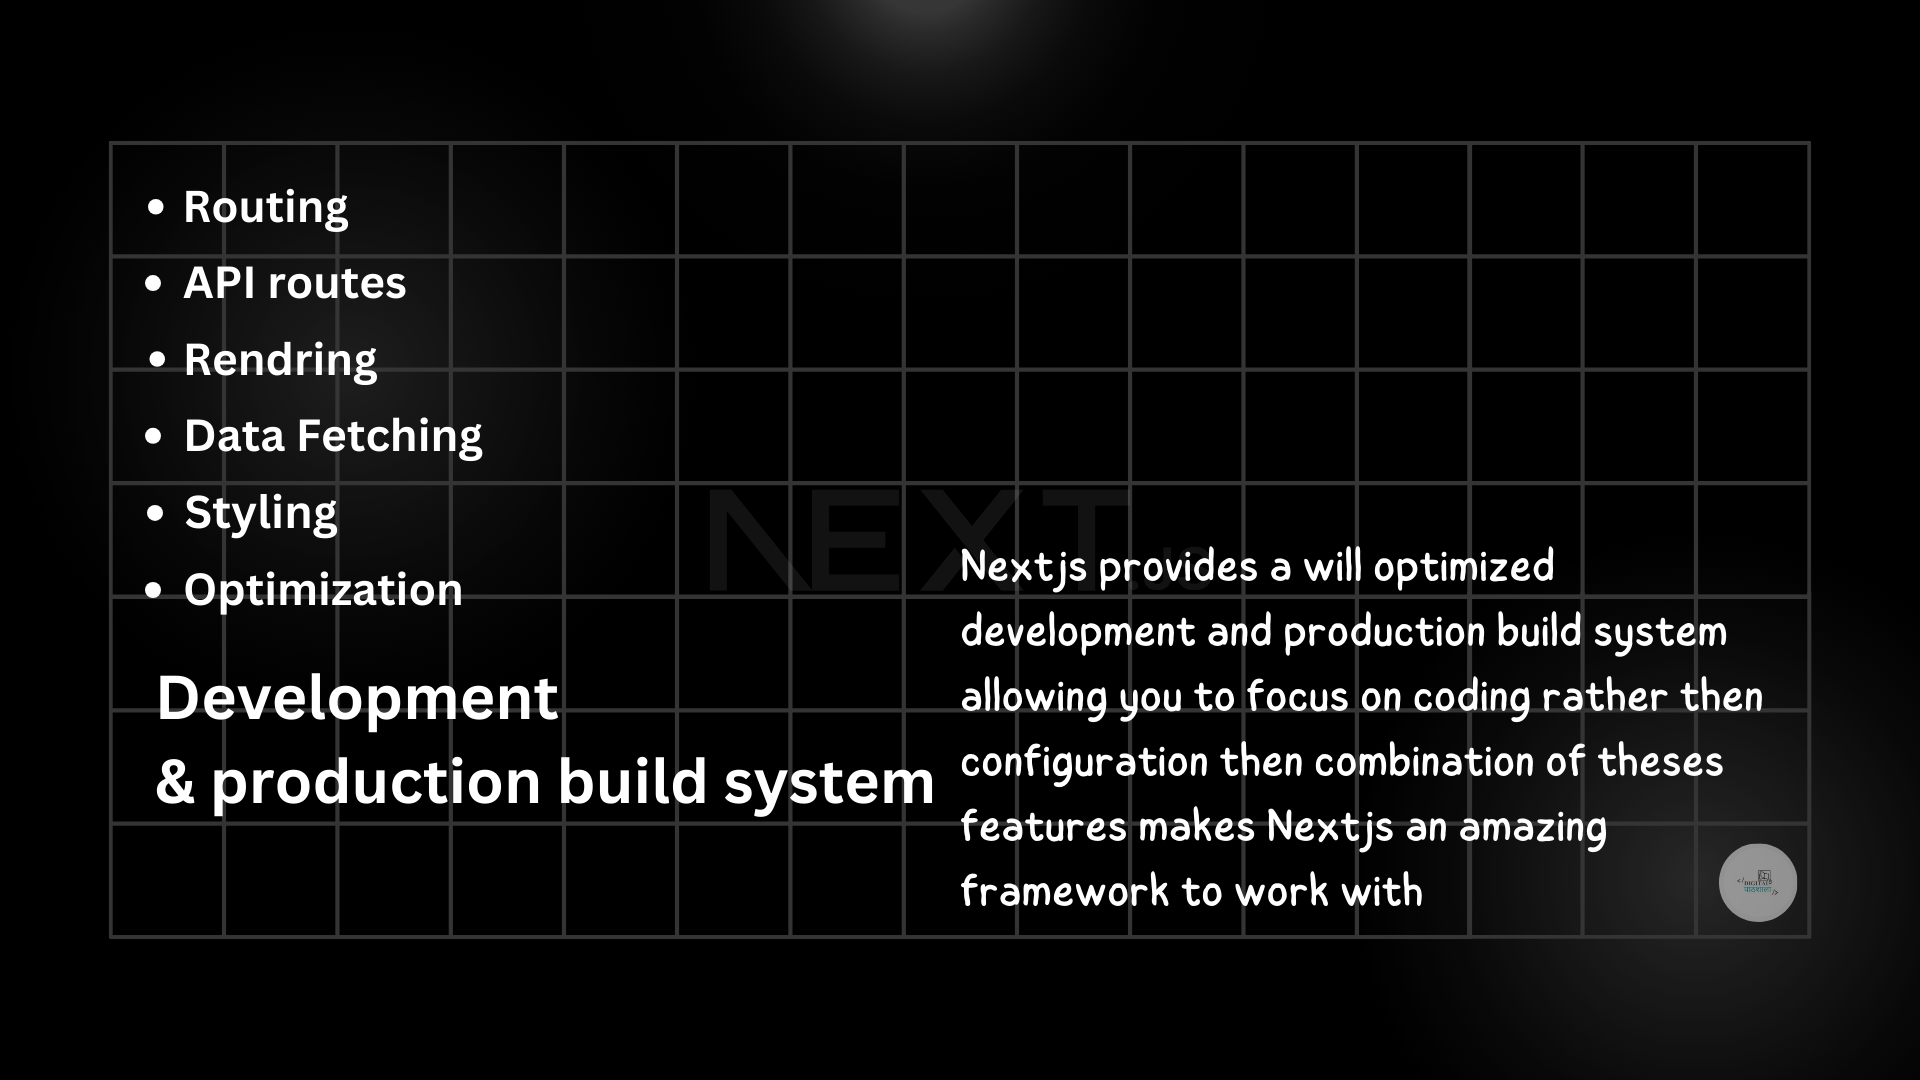 Routing
API routes
Rendring
Data Fetching
Styling
Optimization
Development
& production build system
NEXT.JS
Nextjs provides a will optimized
development and production build system
allowing you to focus on coding rather then
configuration then combination of theses
features makes Nextjs an amazing
framework to work with
DIGITAL
पाठशाला